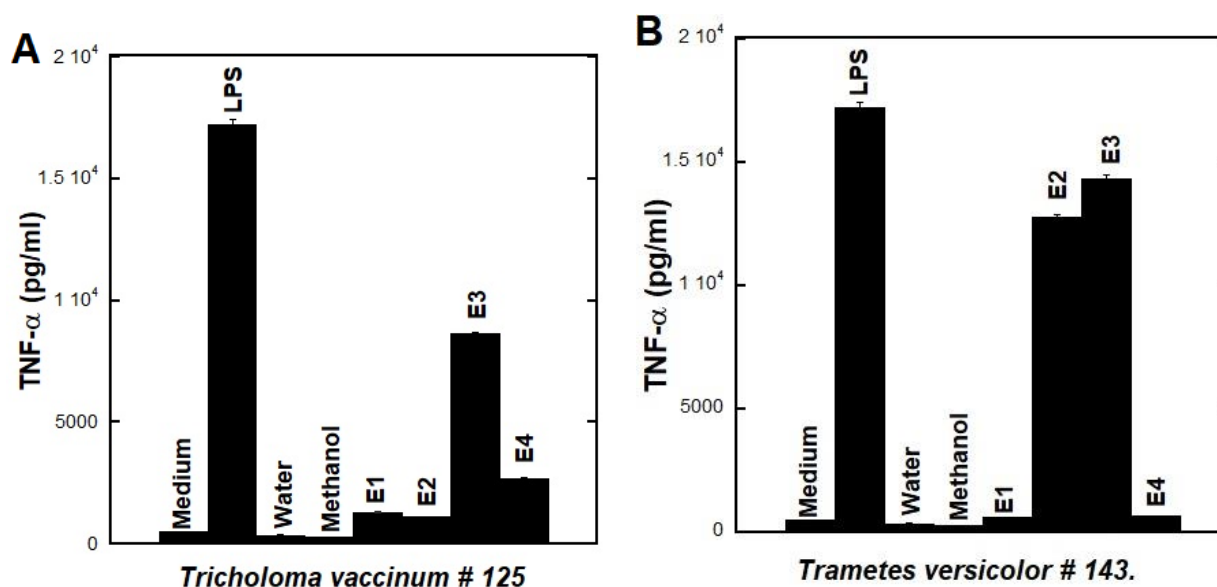 A
TNF-α (pg/ml)
2 10⁴
1.5 10⁴
1 10⁴
5000
0
Medium
LPS
Water
Methanol
E1
E2
E3
E4
Tricholoma vaccinum # 125
B
TNF-α (pg/ml)
2 10⁴
1.5 10⁴
1 10⁴
5000
0
Medium
LPS
Water
Methanol
E1
E2
E3
E4
Trametes versicolor # 143.